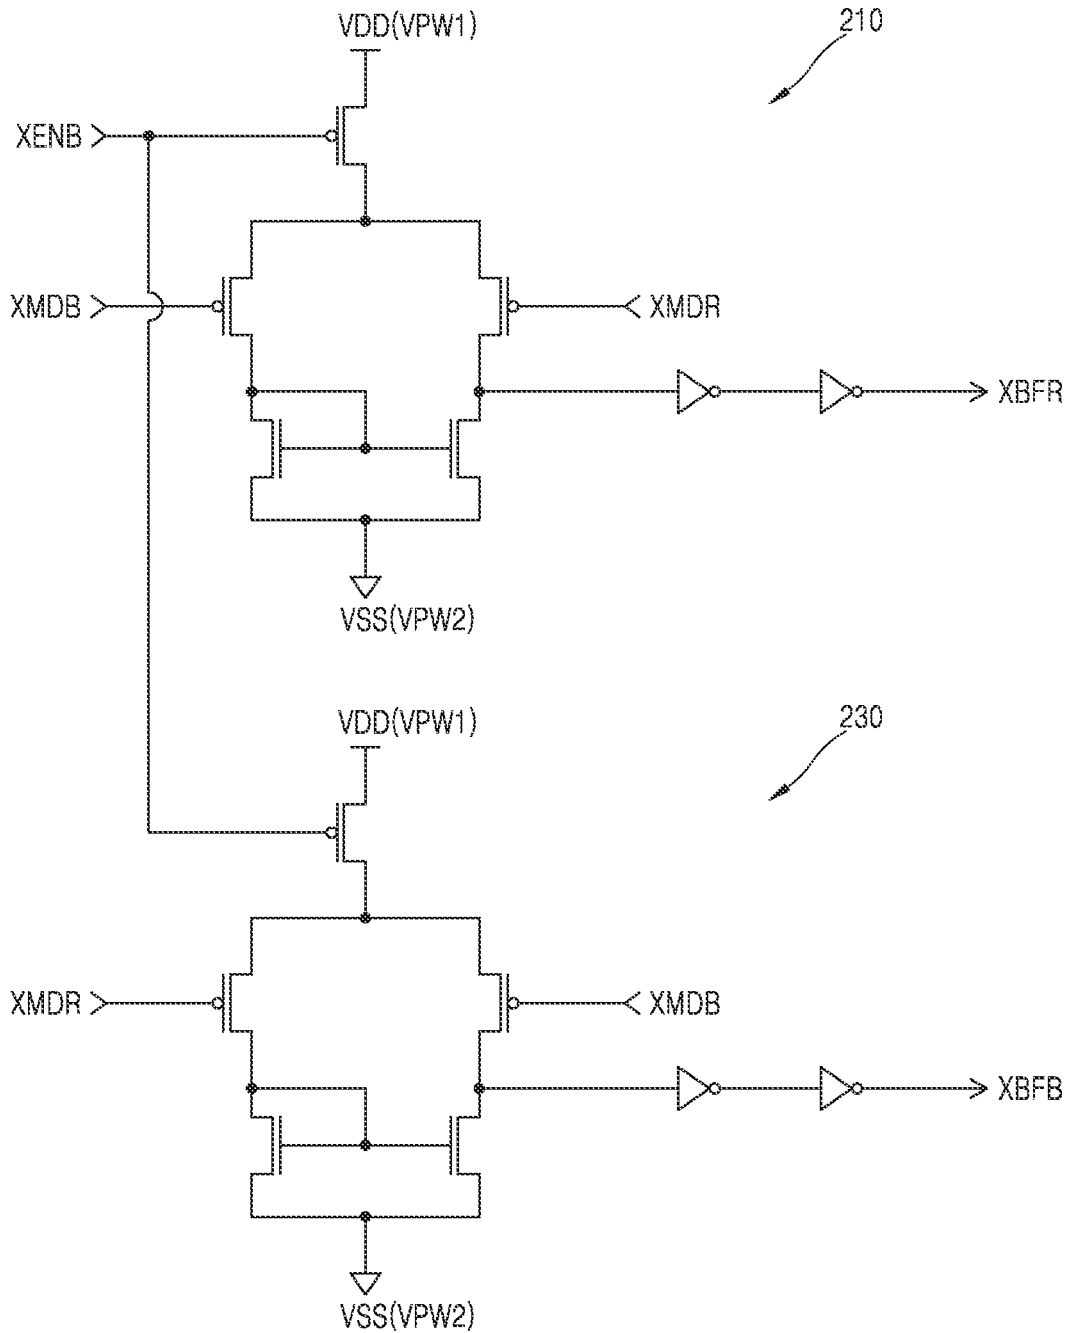 VDD(VPW1)
210
XENB
XMDB
XMDR
XBFR
VSS(VPW2)
VDD(VPW1)
230
XMDR
XMDB
XBFB
VSS(VPW2)